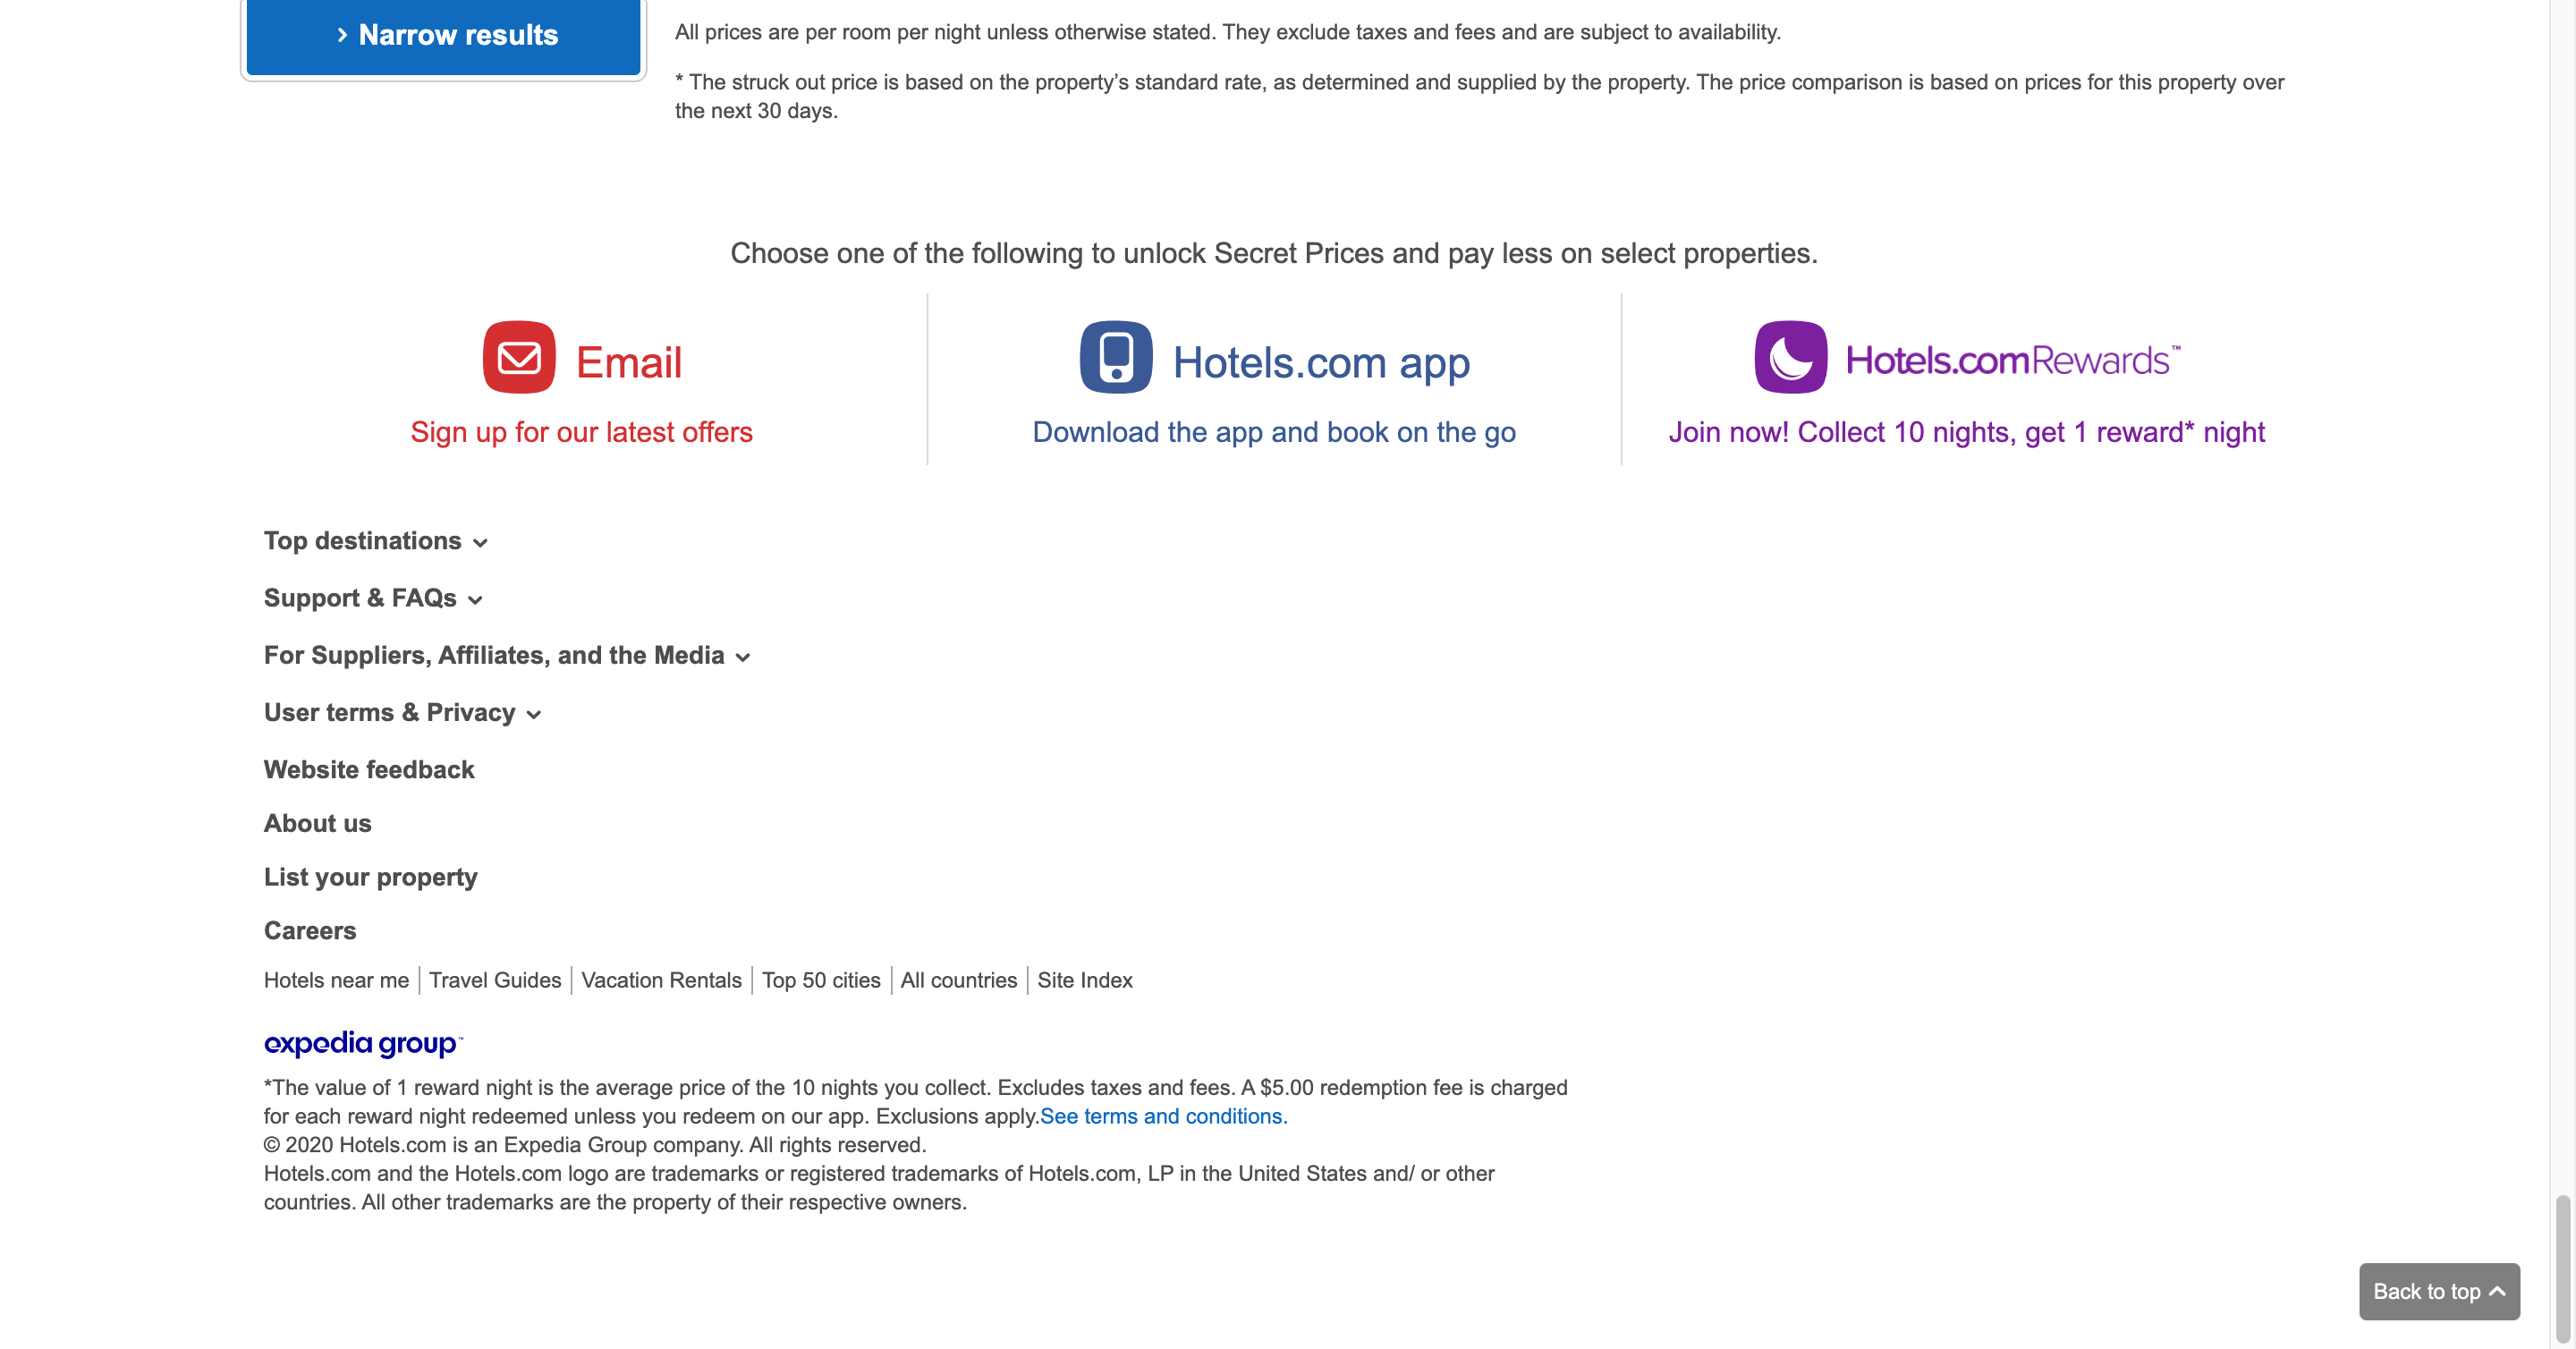 Narrow results
All prices are per room per night unless otherwise stated. They exclude taxes and fees and are subject to availability.
* The struck out price is based on the property’s standard rate, as determined and supplied by the property. The price comparison is based on prices for this property over
the next 30 days.
Choose one of the following to unlock Secret Prices and pay less on select properties.
Email
Sign up for our latest offers
Hotels.com app
Download the app and book on the go
Hotels.comRewards™
Join now! Collect 10 nights, get 1 reward* night
Top destinations
Support & FAQs
For Suppliers, Affiliates, and the Media
User terms & Privacy
Website feedback
About us
List your property
Careers
Hotels near me | Travel Guides | Vacation Rentals | Top 50 cities | All countries | Site Index
expedia group™
*The value of 1 reward night is the average price of the 10 nights you collect. Excludes taxes and fees. A $5.00 redemption fee is charged
for each reward night redeemed unless you redeem on our app. Exclusions apply.See terms and conditions.
© 2020 Hotels.com is an Expedia Group company. All rights reserved.
Hotels.com and the Hotels.com logo are trademarks or registered trademarks of Hotels.com, LP in the United States and/ or other
countries. All other trademarks are the property of their respective owners.
Back to top